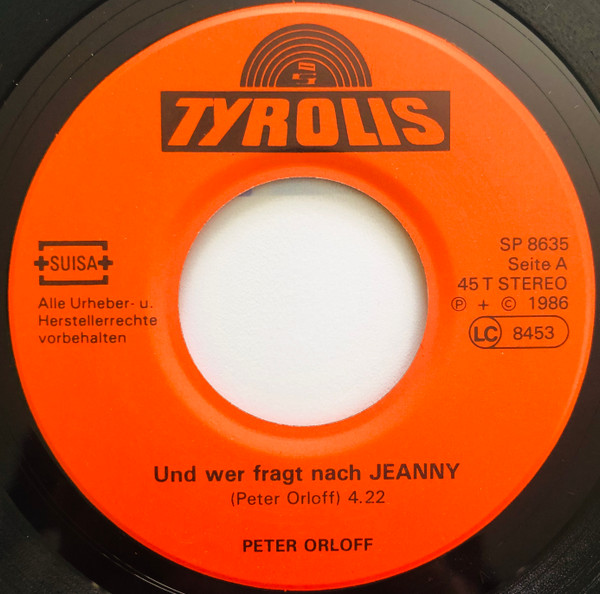 TYROLIS
SUISA
Alle Urheber- u.
Herstellerrechte
vorbehalten
SP 8635
Seite A
45 T STEREO
Ⓟ + © 1986
LC 8453
Und wer fragt nach JEANNY
(Peter Orloff) 4.22
PETER ORLOFF